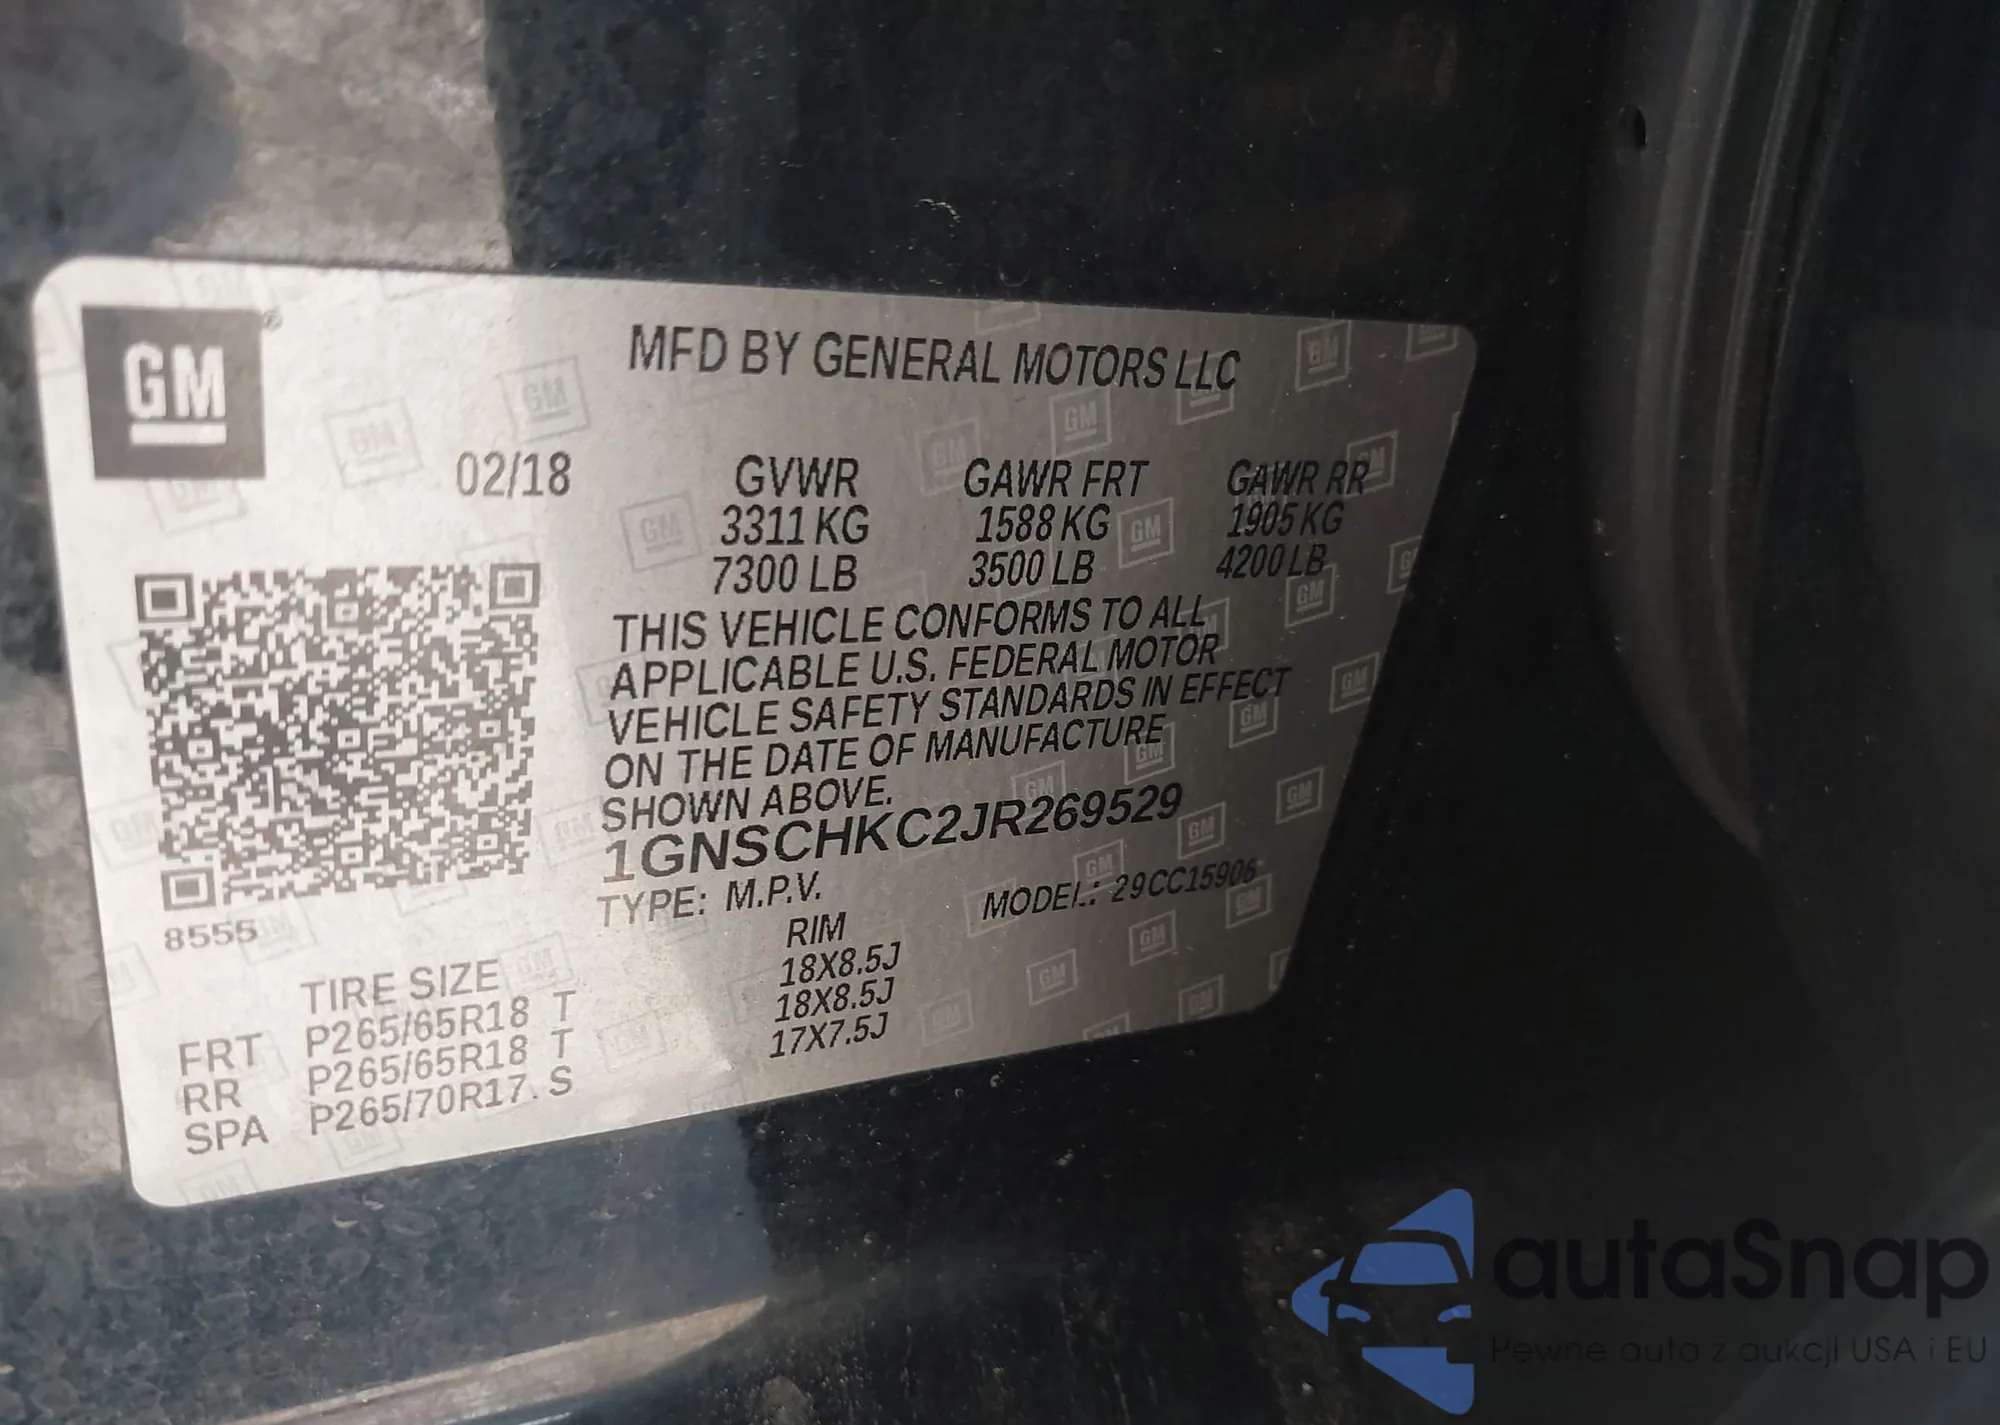 GM
MFD BY GENERAL MOTORS LLC
02/18
GVWR GAWR FRT GAWR RR
3311 KG 1588 KG 1905 KG
7300 LB 3500 LB 4200 LB
THIS VEHICLE CONFORMS TO ALL
APPLICABLE U.S. FEDERAL MOTOR
VEHICLE SAFETY STANDARDS IN EFFECT
ON THE DATE OF MANUFACTURE
SHOWN ABOVE.
1GNSCHKC2JR269529
TYPE: M.P.V. MODEL: 29CC15906
8555
TIRE SIZE RIM
FRT P265/65R18 T 18X8.5J
RR P265/65R18 T 18X8.5J
SPA P265/70R17. S 17X7.5J
autaSnap
Pewne auto z aukcji USA i EU